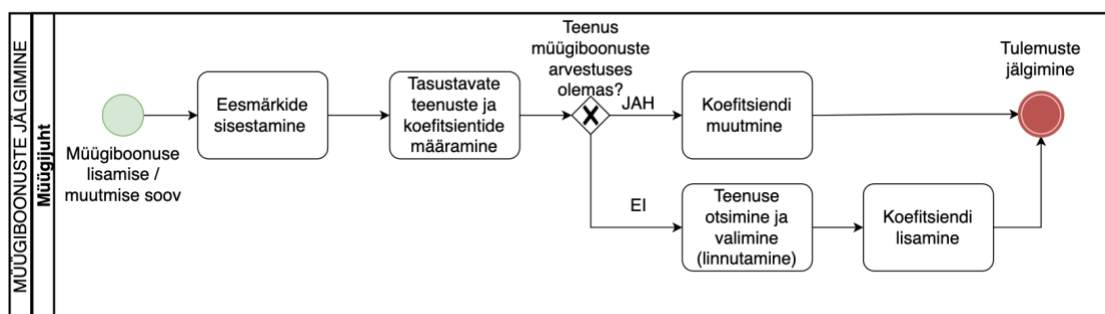 MÜÜGIBOONUSTE JÄLGIMINE
Müügijuht
Müügiboonuse
lisamise /
muutmise soov
Eesmärkide
sisestamine
Tasustavate
teenuste ja
koefitsientide
määramine
Teenus
müügiboonuste
arvestuses
olemas?
JAH
Koefitsiendi
muutmine
Tulemuste
jälgimine
EI
Teenuse
otsimine ja
valimine
(linnutamine)
Koefitsiendi
lisamine